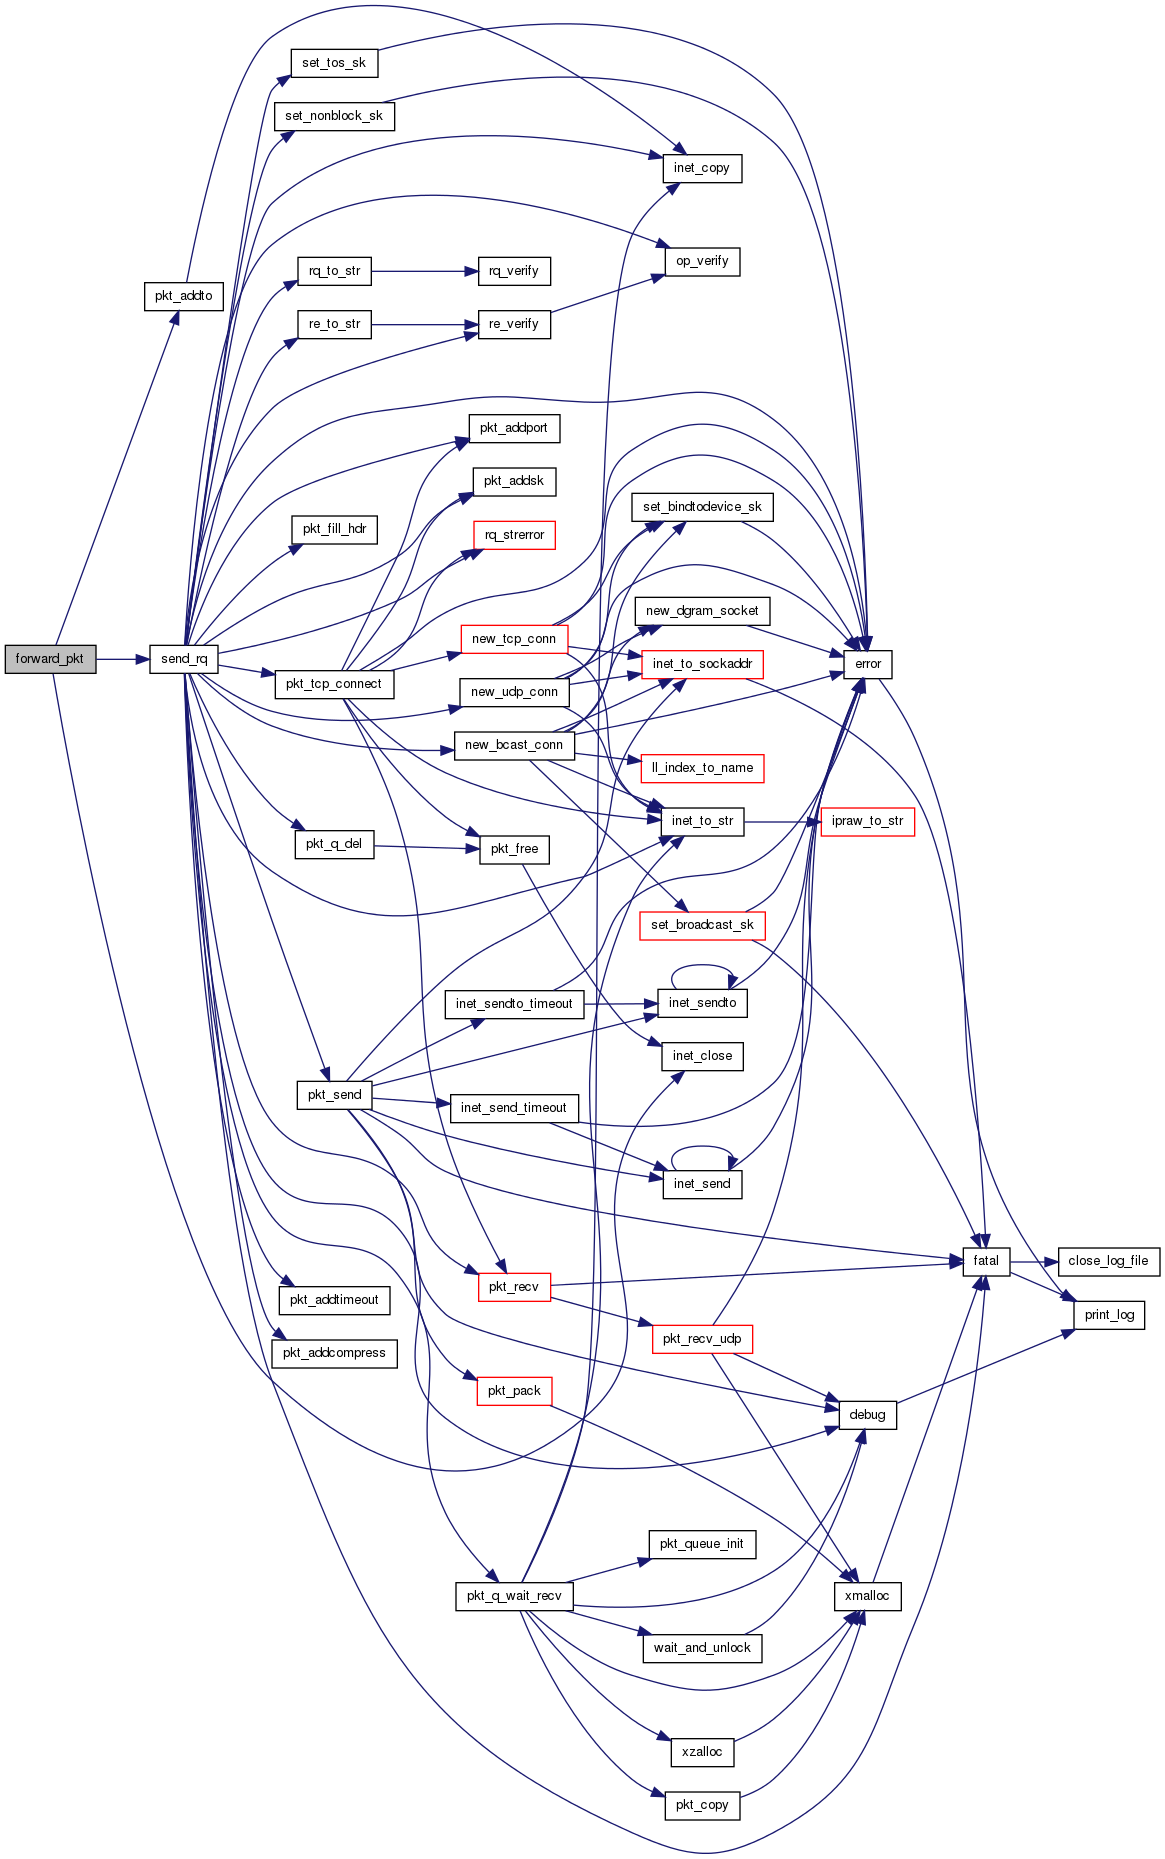 set_tos_sk
set_nonblock_sk
inet_copy
op_verify
rq_to_str
rq_verify
pkt_addto
re_to_str
re_verify
pkt_addport
pkt_addsk
set_bindtodevice_sk
pkt_fill_hdr
rq_strerror
new_dgram_socket
new_tcp_conn
forward_pkt
send_rq
inet_to_sockaddr
error
pkt_tcp_connect
new_udp_conn
new_bcast_conn
ll_index_to_name
inet_to_str
ipraw_to_str
pkt_q_del
pkt_free
set_broadcast_sk
inet_sendto_timeout
inet_sendto
inet_close
pkt_send
inet_send_timeout
inet_send
fatal
close_log_file
pkt_recv
pkt_addtimeout
print_log
pkt_recv_udp
pkt_addcompress
pkt_pack
debug
pkt_queue_init
pkt_q_wait_recv
xmalloc
wait_and_unlock
xzalloc
pkt_copy